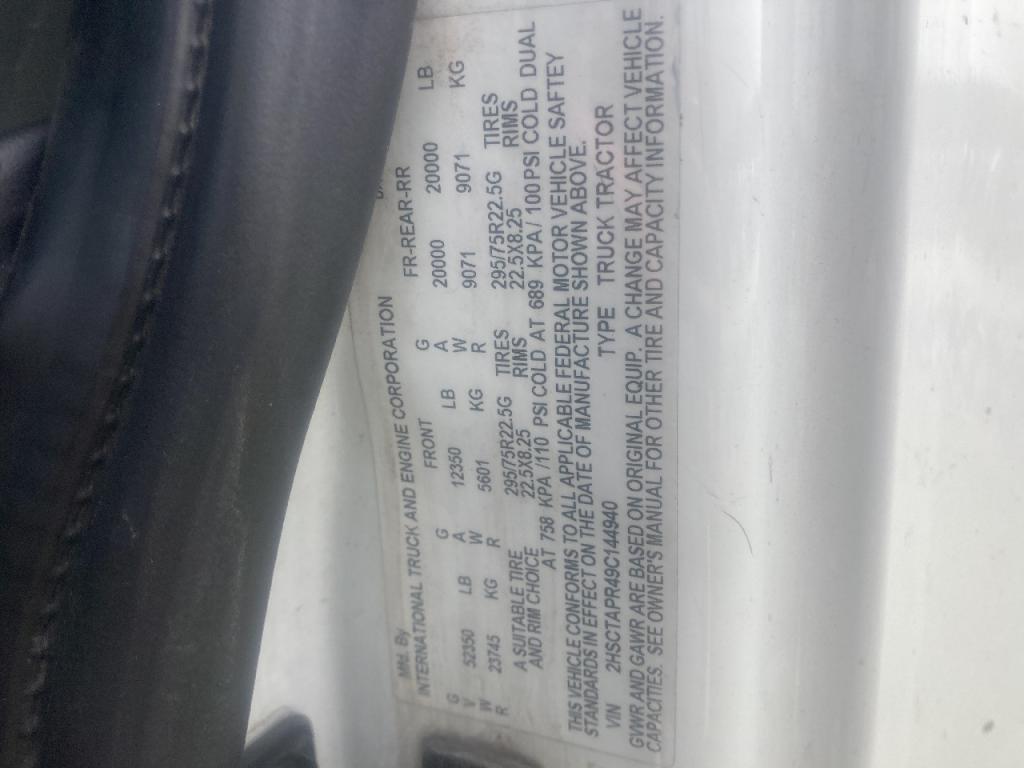 Mfd. By
INTERNATIONAL TRUCK AND ENGINE CORPORATION
FRONT FR-REAR-RR
G 52350 LB G 12350 LB G 20000 20000 LB
V A A
W 23745 KG W 5601 KG W 9071 9071 KG
R R R
A SUITABLE TIRE 295/75R22.5G TIRES 295/75R22.5G TIRES
AND RIM CHOICE 22.5X8.25 RIMS 22.5X8.25 RIMS
AT 758 KPA /110 PSI COLD AT 689 KPA/ 100 PSI COLD DUAL
THIS VEHICLE CONFORMS TO ALL APPLICABLE FEDERAL MOTOR VEHICLE SAFTEY
STANDARDS IN EFFECT ON THE DATE OF MANUFACTURE SHOWN ABOVE.
VIN 2HSCTAPRA49C144940 TYPE TRUCK TRACTOR
GVWR AND GAWR ARE BASED ON ORIGINAL EQUIP. A CHANGE MAY AFFECT VEHICLE
CAPACITIES. SEE OWNER'S MANUAL FOR OTHER TIRE AND CAPACITY INFORMATION.